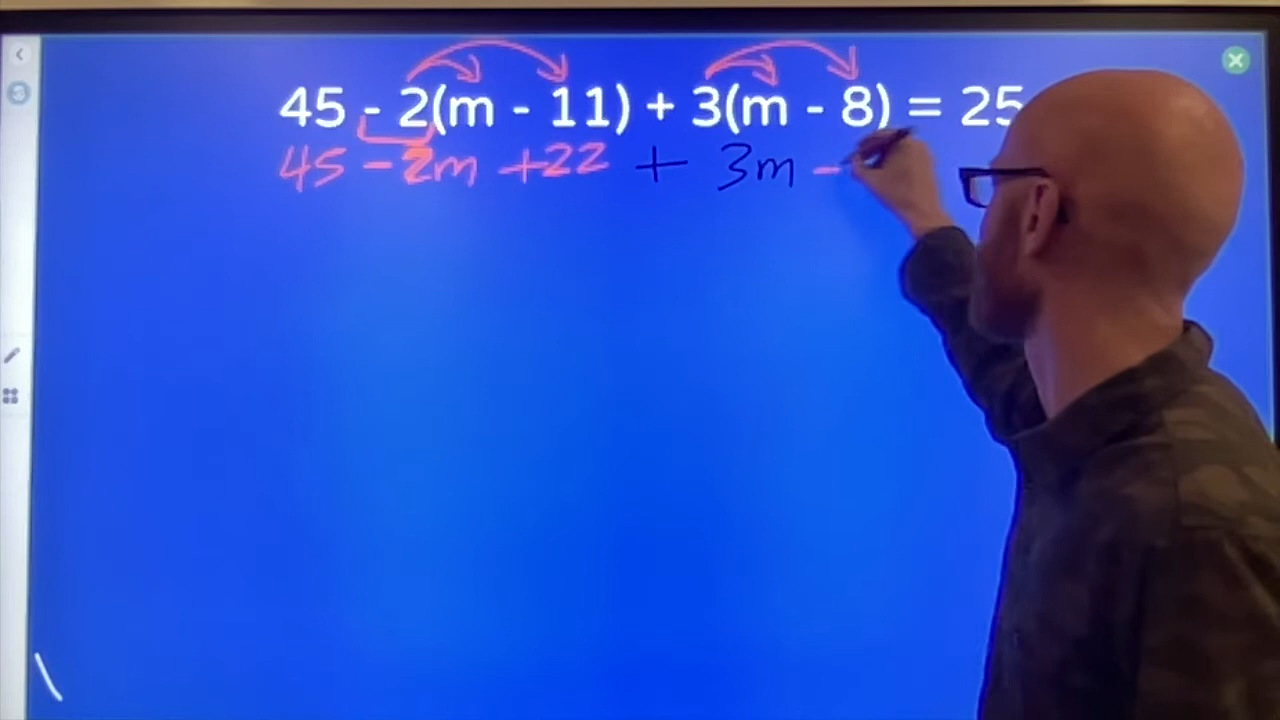 45 - 2(m - 11) + 3(m - 8) = 25
45 - 2m + 22 + 3m -